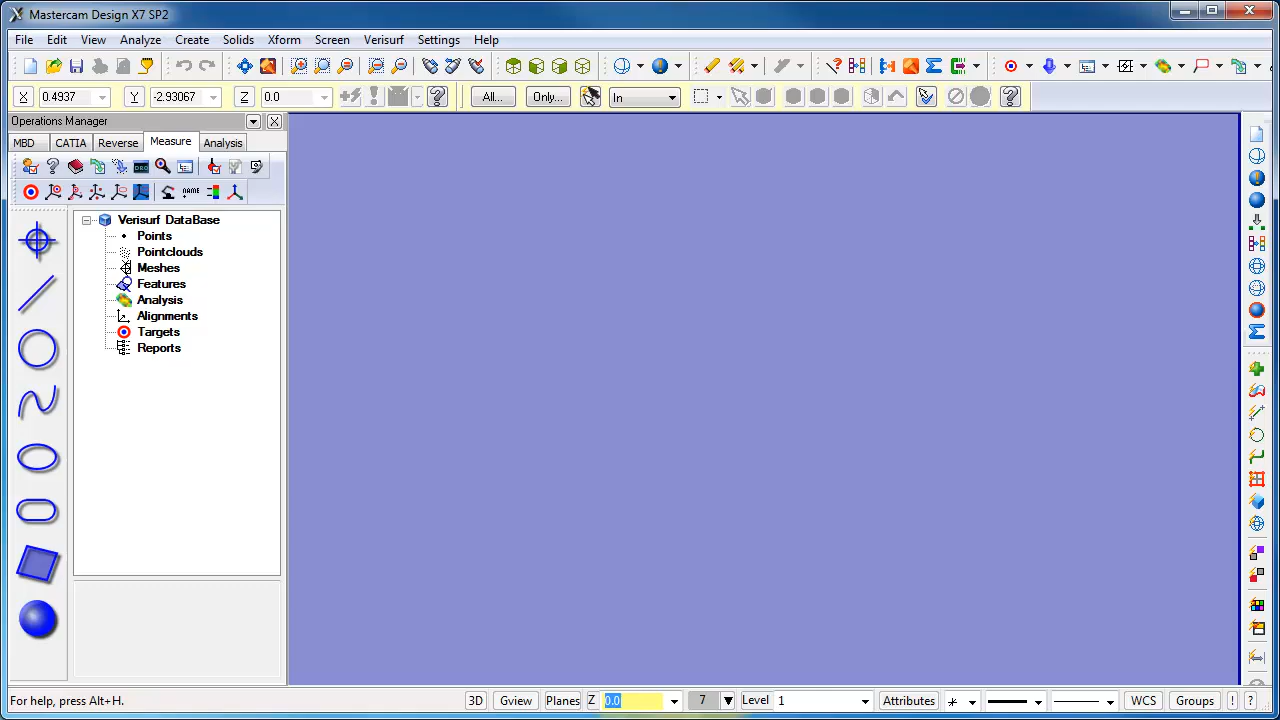 Mastercam Design X7 SP2
File Edit View Analyze Create Solids Xform Screen Verisurf Settings Help
X 0.4937 Y -2.93067 Z 0.0 All... Only... In
Operations Manager
MBD CATIA Reverse Measure Analysis
NAME
Verisurf DataBase
Points
Pointclouds
Meshes
Features
Analysis
Alignments
Targets
Reports
For help, press Alt+H. 3D Gview Planes Z 0.0 7 Level 1 Attributes WCS Groups ! ?